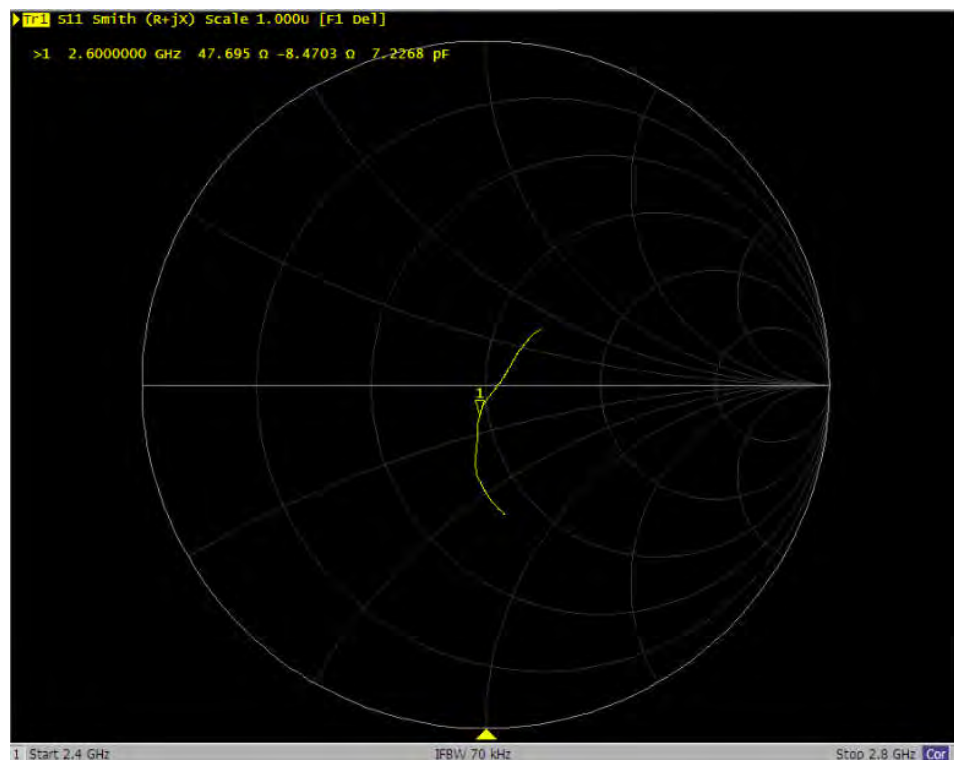 Tr1 S11 Smith (R+jX) Scale 1.000U [F1 Del]
>1 2.6000000 GHz 47.695 Ω -8.4703 Ω 7.2268 pF
1
1 Start 2.4 GHz IFBW 70 kHz Stop 2.8 GHz Cor